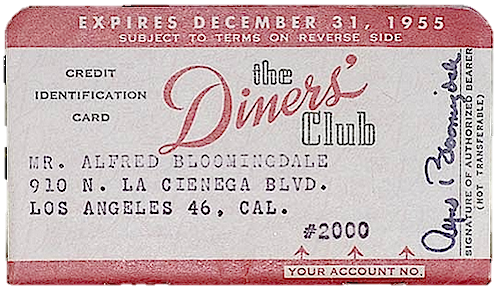 EXPIRES DECEMBER 31, 1955
SUBJECT TO TERMS ON REVERSE SIDE
CREDIT
IDENTIFICATION
CARD
the
Diners'
Club
MR. ALFRED BLOOMINGDALE
910 N. LA CIENEGA BLVD.
LOS ANGELES 46, CAL.
#2000
YOUR ACCOUNT NO.
Alfred Bloomingdale
SIGNATURE OF AUTHORIZED BEARER
(NOT TRANSFERABLE)